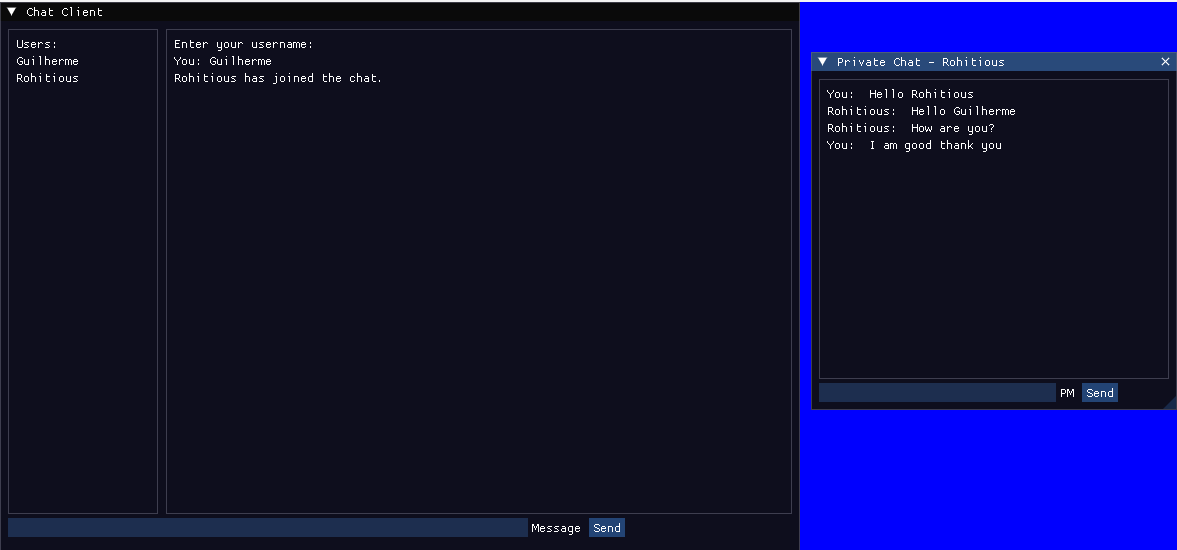 Chat Client
Users:
Guilherme
Rohitious
Enter your username:
You: Guilherme
Rohitious has joined the chat.
Message Send
Private Chat - Rohitious
You:  Hello Rohitious
Rohitious:  Hello Guilherme
Rohitious:  How are you?
You:  I am good thank you
PM Send